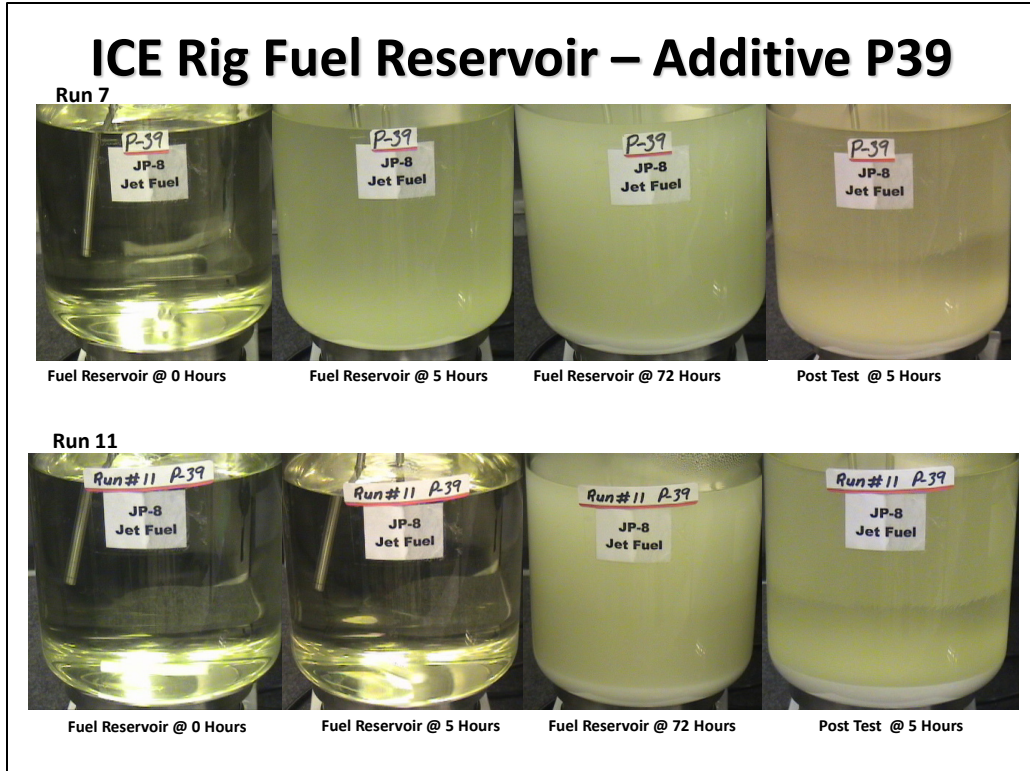 ICE Rig Fuel Reservoir – Additive P39
Run 7
P-39
JP-8
Jet Fuel
P-39
JP-8
Jet Fuel
P-39
JP-8
Jet Fuel
P-39
JP-8
Jet Fuel
Fuel Reservoir @ 0 Hours
Fuel Reservoir @ 5 Hours
Fuel Reservoir @ 72 Hours
Post Test @ 5 Hours
Run 11
Run#11 P-39
JP-8
Jet Fuel
Run#11 P-39
JP-8
Jet Fuel
Run#11 P-39
JP-8
Jet Fuel
Run#11 P-39
JP-8
Jet Fuel
Fuel Reservoir @ 0 Hours
Fuel Reservoir @ 5 Hours
Fuel Reservoir @ 72 Hours
Post Test @ 5 Hours